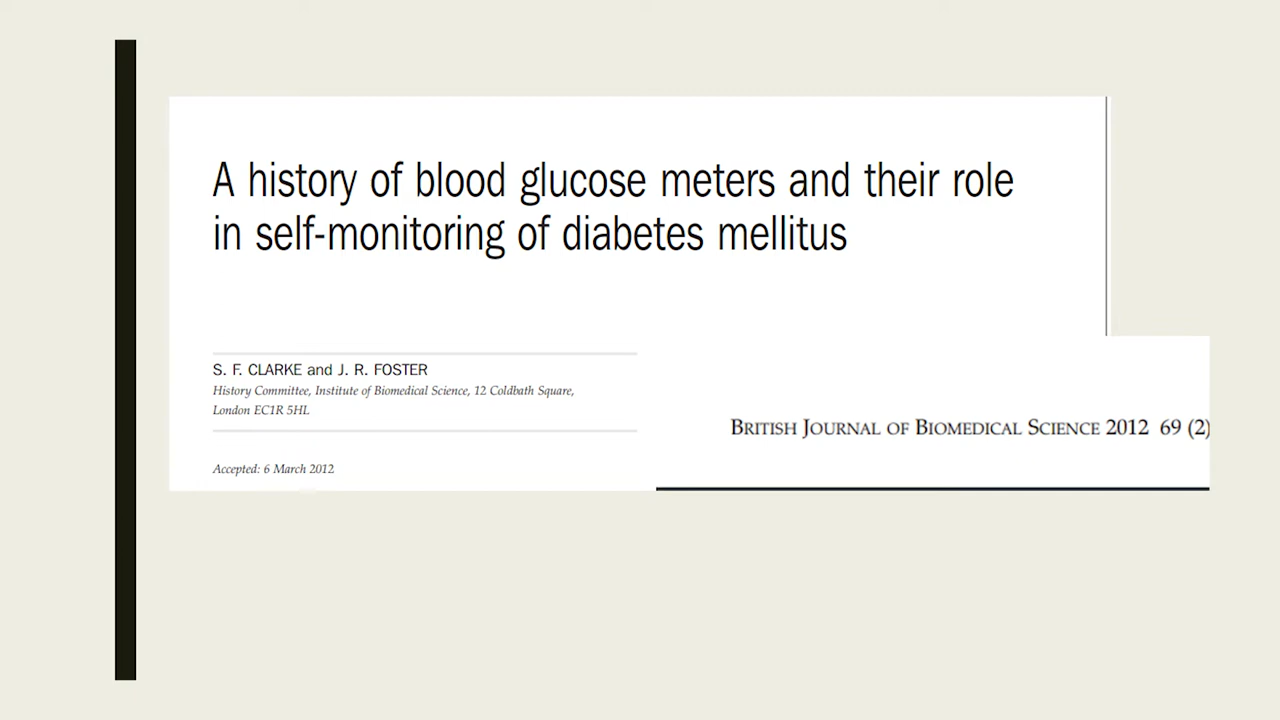 A history of blood glucose meters and their role
in self-monitoring of diabetes mellitus
S. F. CLARKE and J. R. FOSTER
History Committee, Institute of Biomedical Science, 12 Coldbath Square,
London EC1R 5HL
Accepted: 6 March 2012
BRITISH JOURNAL OF BIOMEDICAL SCIENCE 2012 69 (2)